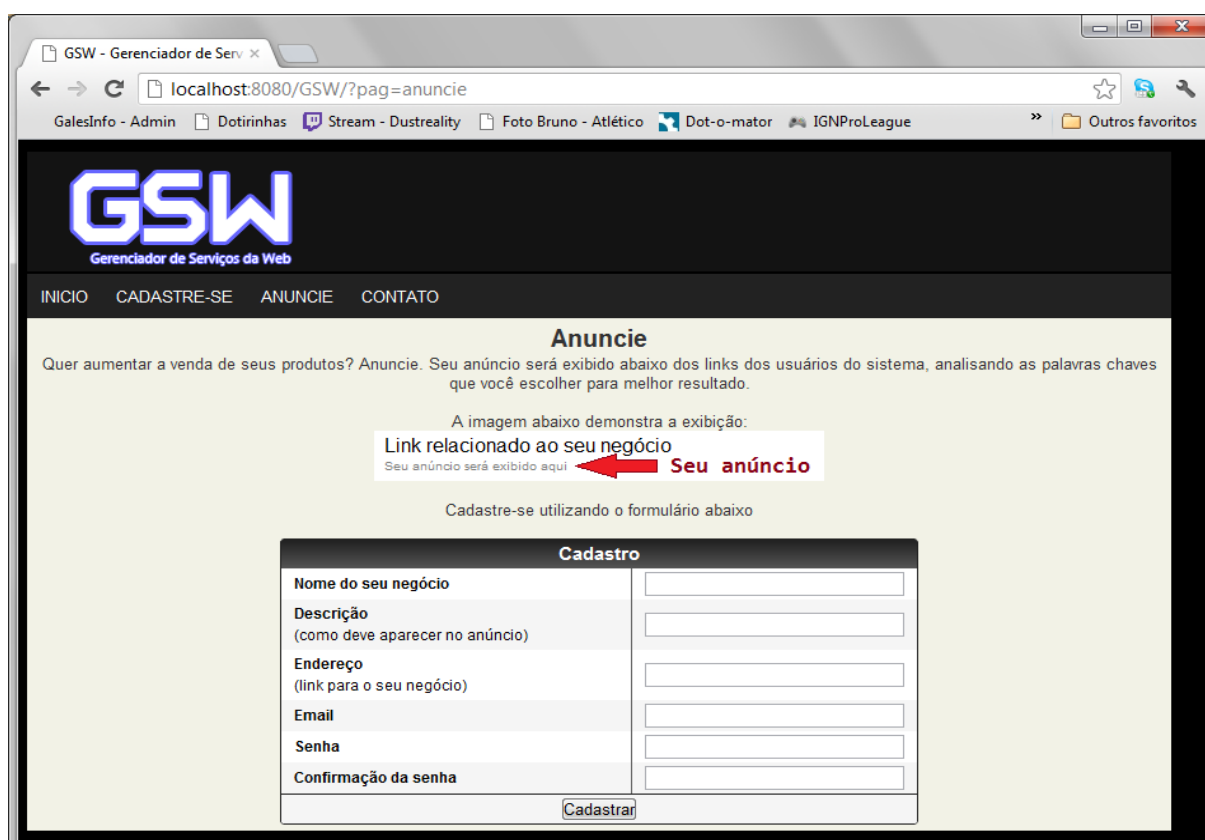 GSW - Gerenciador de Serv
localhost:8080/GSW/?pag=anuncie
GalesInfo - Admin Dotirinhas Stream - Dustreality Foto Bruno - Atlético Dot-o-mator IGNProLeague » Outros favoritos
GSW
Gerenciador de Serviços da Web
INICIO CADASTRE-SE ANUNCIE CONTATO
Anuncie
Quer aumentar a venda de seus produtos? Anuncie. Seu anúncio será exibido abaixo dos links dos usuários do sistema, analisando as palavras chaves
que você escolher para melhor resultado.
A imagem abaixo demonstra a exibição:
Link relacionado ao seu negócio
Seu anúncio será exibido aqui Seu anúncio
Cadastre-se utilizando o formulário abaixo
Cadastro
Nome do seu negócio
Descrição
(como deve aparecer no anúncio)
Endereço
(link para o seu negócio)
Email
Senha
Confirmação da senha
Cadastrar